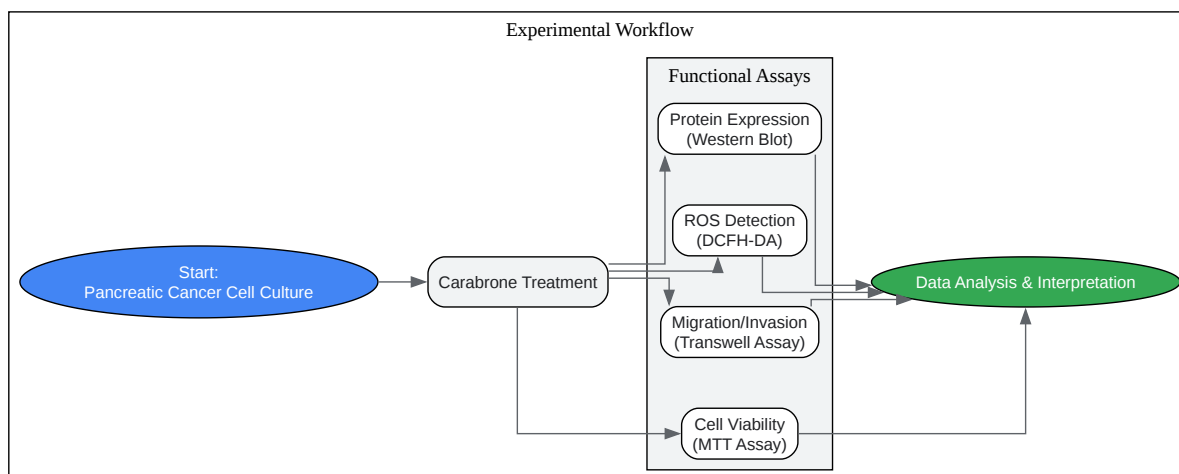 Experimental Workflow
Functional Assays
Protein Expression
(Western Blot)
ROS Detection
(DCFH-DA)
Start:
Pancreatic Cancer Cell Culture
Carabrone Treatment
Data Analysis & Interpretation
Migration/Invasion
(Transwell Assay)
Cell Viability
(MTT Assay)